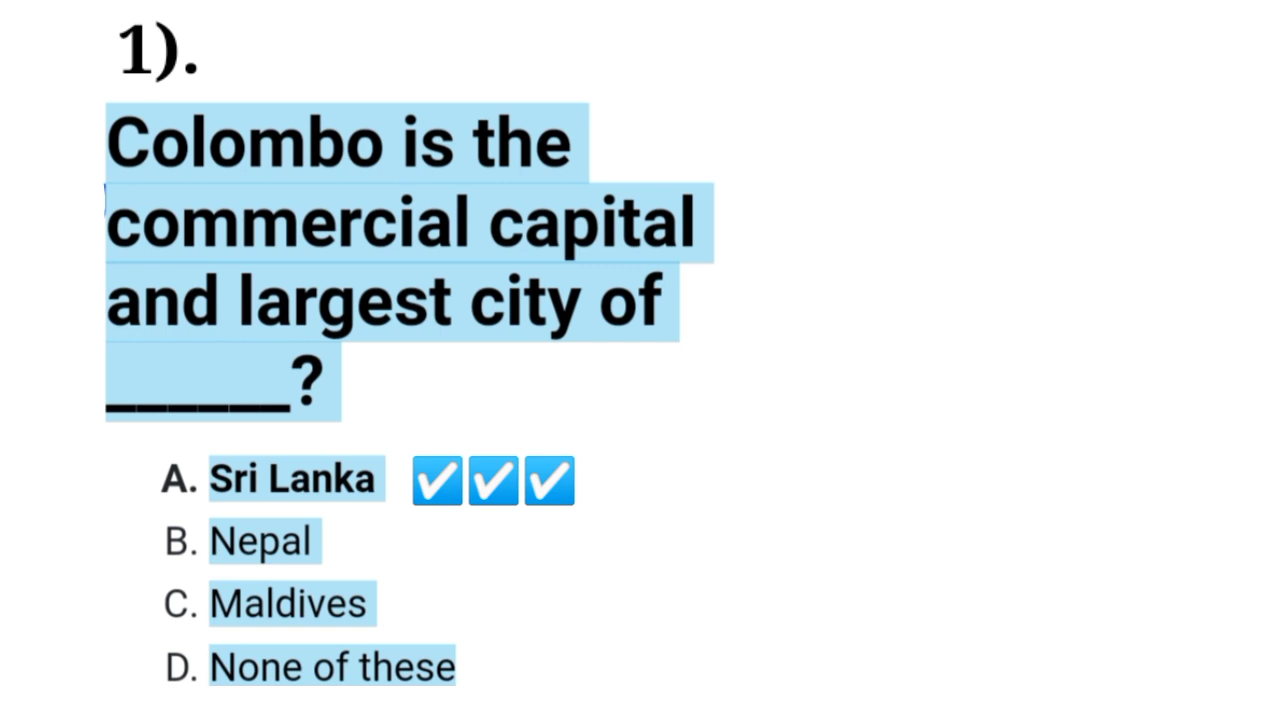 1).
Colombo is the
commercial capital
and largest city of
______?
A. Sri Lanka ✅✅✅
B. Nepal
C. Maldives
D. None of these